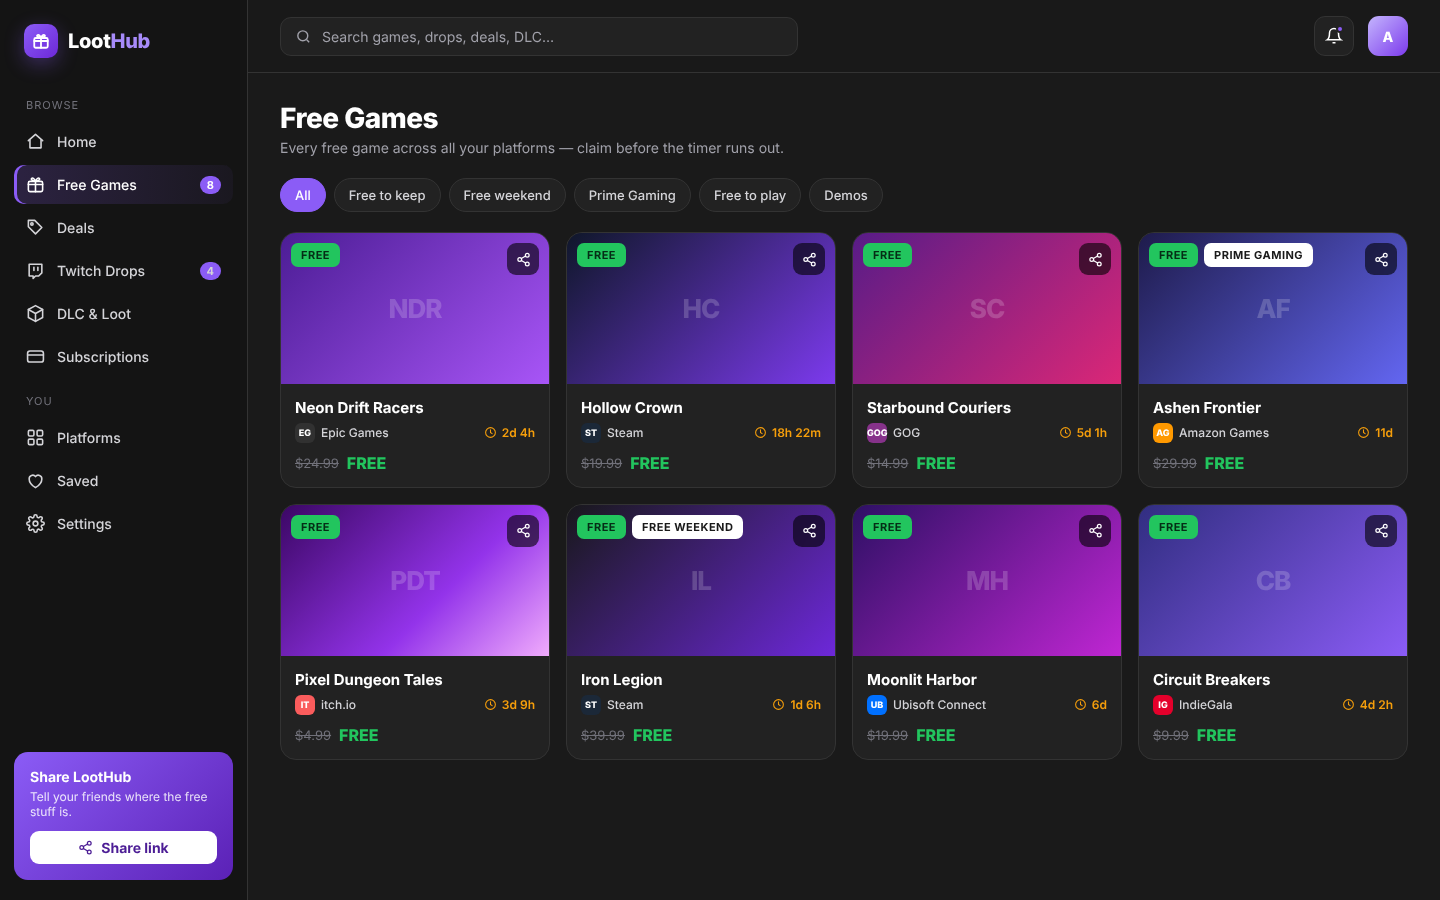 LootHub
BROWSE
Home
Free Games 8
Deals
Twitch Drops 4
DLC & Loot
Subscriptions
YOU
Platforms
Saved
Settings
Share LootHub
Tell your friends where the free
stuff is.
Share link
Search games, drops, deals, DLC...
A
Free Games
Every free game across all your platforms — claim before the timer runs out.
All Free to keep Free weekend Prime Gaming Free to play Demos
FREE
NDR
Neon Drift Racers
EG Epic Games 2d 4h
$24.99 FREE
FREE
HC
Hollow Crown
ST Steam 18h 22m
$19.99 FREE
FREE
SC
Starbound Couriers
GOG GOG 5d 1h
$14.99 FREE
FREE PRIME GAMING
AF
Ashen Frontier
AG Amazon Games 11d
$29.99 FREE
FREE
PDT
Pixel Dungeon Tales
IT itch.io 3d 9h
$4.99 FREE
FREE FREE WEEKEND
IL
Iron Legion
ST Steam 1d 6h
$39.99 FREE
FREE
MH
Moonlit Harbor
UB Ubisoft Connect 6d
$19.99 FREE
FREE
CB
Circuit Breakers
IG IndieGala 4d 2h
$9.99 FREE